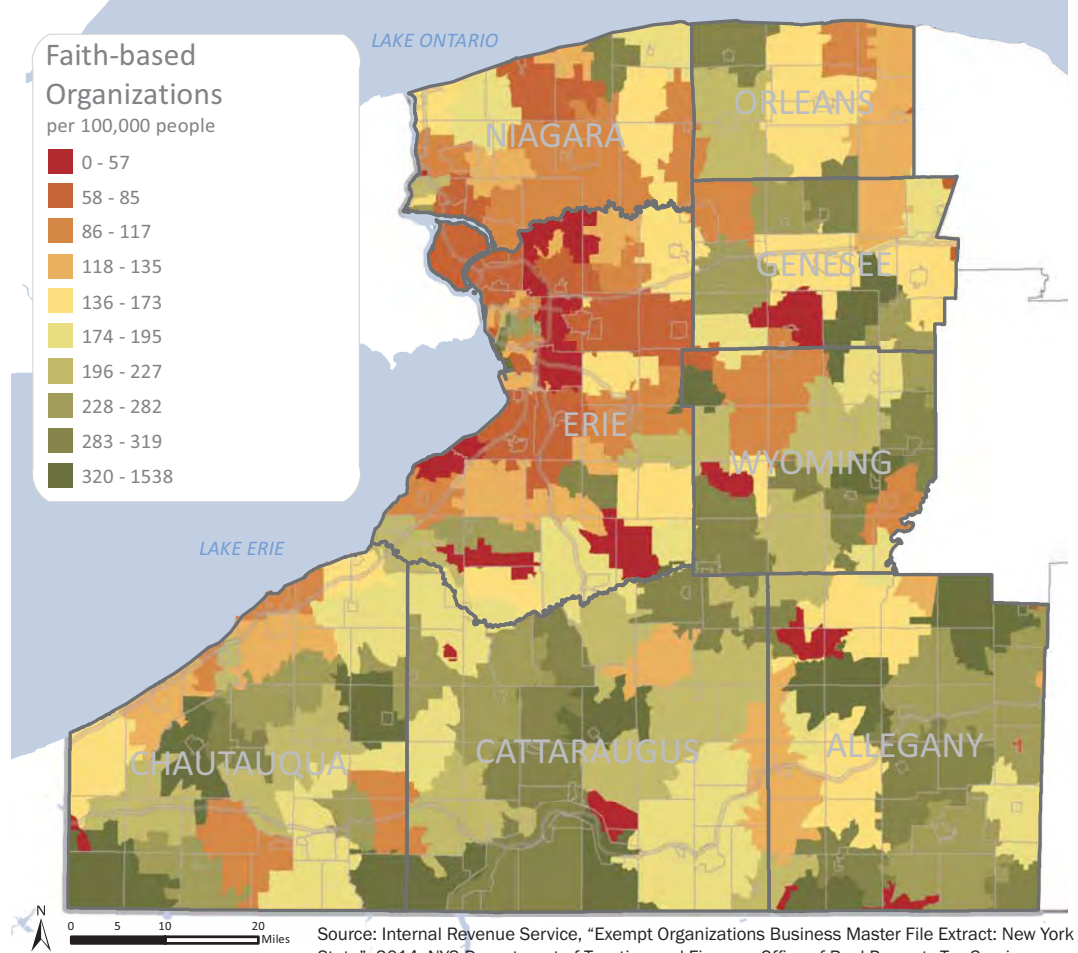 LAKE ONTARIO
Faith-based
Organizations
per 100,000 people
0 - 57
58 - 85
86 - 117
118 - 135
136 - 173
174 - 195
196 - 227
228 - 282
283 - 319
320 - 1538
NIAGARA
ORLEANS
GENESEE
ERIE
WYOMING
LAKE ERIE
CHAUTAUQUA
CATTARAUGUS
ALLEGANY
N
0 5 10 20
Miles
Source: Internal Revenue Service, “Exempt Organizations Business Master File Extract: New York